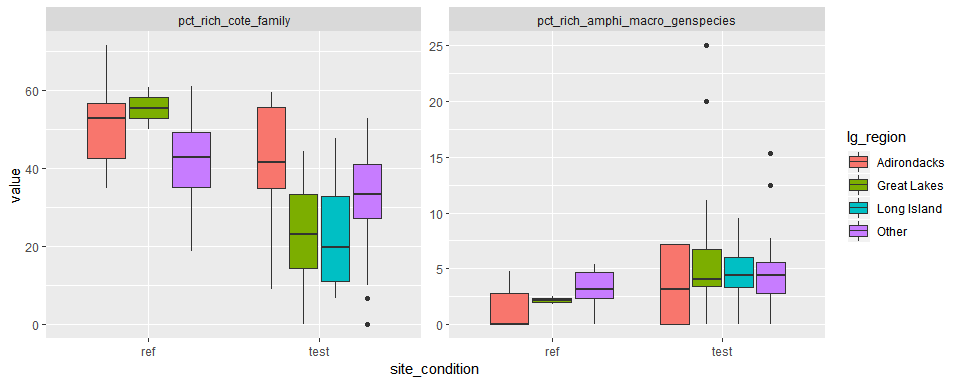 pct_rich_cote_family
pct_rich_amphi_macro_genspecies
value
60
40
20
0
25
20
15
10
5
0
ref
test
ref
test
site_condition
lg_region
Adirondacks
Great Lakes
Long Island
Other